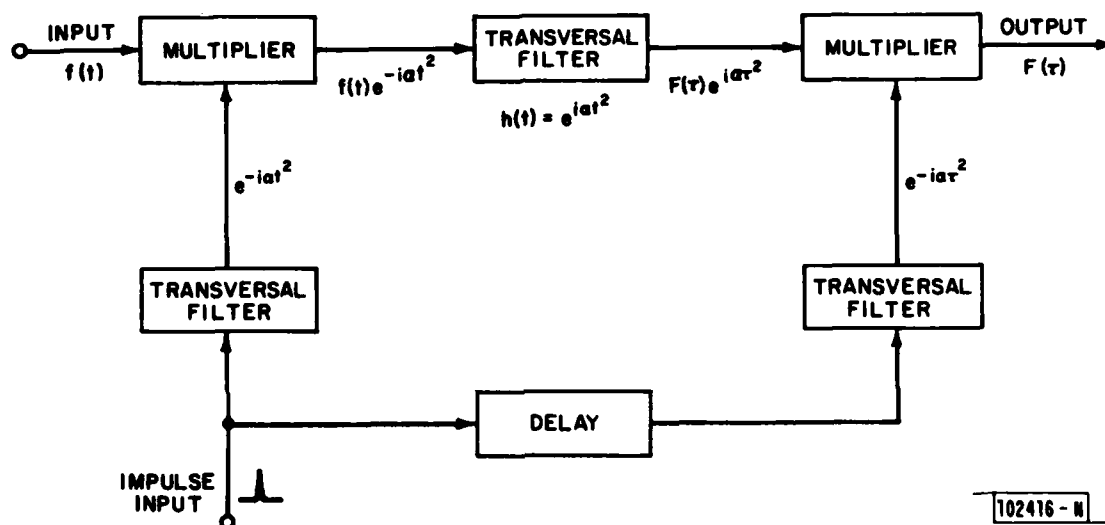 INPUT
f(t)
MULTIPLIER
f(t)e^{-iat^2}
TRANSVERSAL
FILTER
h(t) = e^{iat^2}
F(τ)e^{iaτ^2}
MULTIPLIER
OUTPUT
F(τ)
e^{-iat^2}
e^{-iaτ^2}
TRANSVERSAL
FILTER
TRANSVERSAL
FILTER
DELAY
IMPULSE
INPUT
102416-N